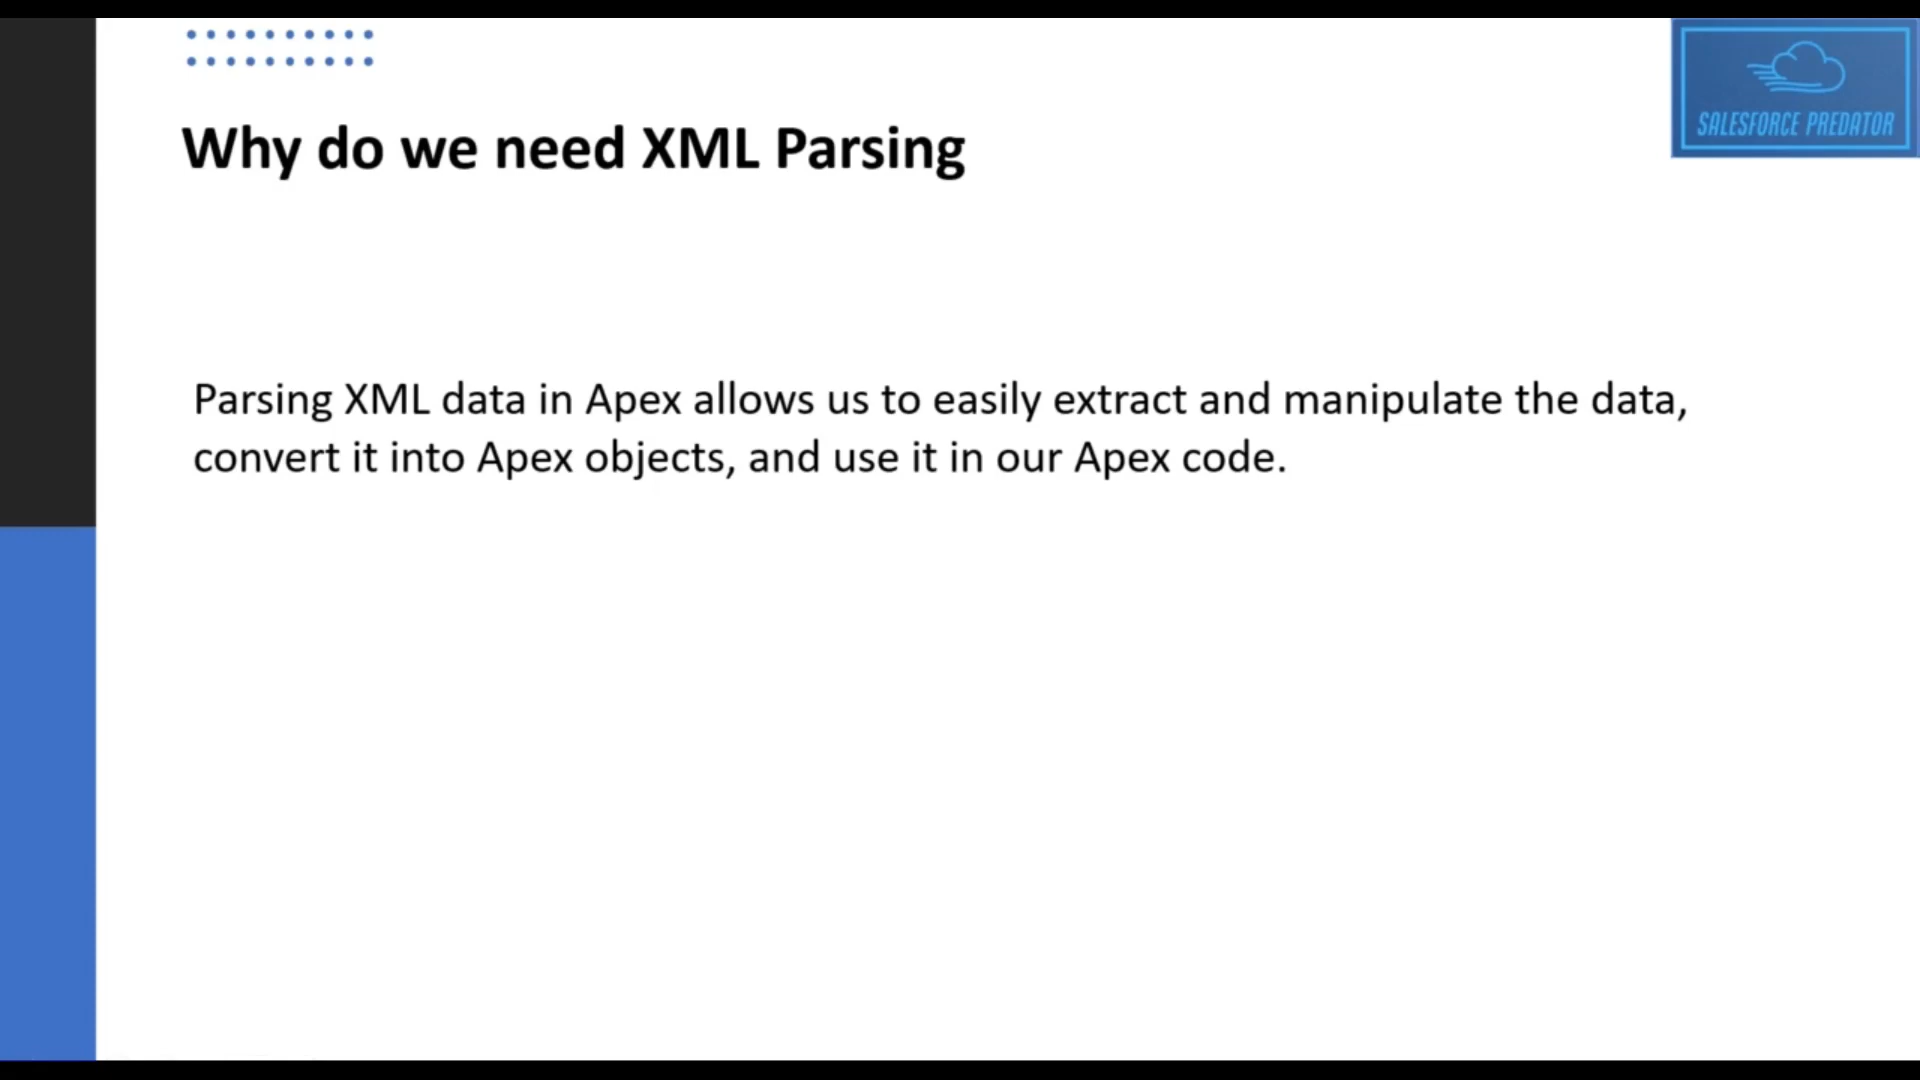 SALESFORCE PREDATOR
Why do we need XML Parsing
Parsing XML data in Apex allows us to easily extract and manipulate the data,
convert it into Apex objects, and use it in our Apex code.